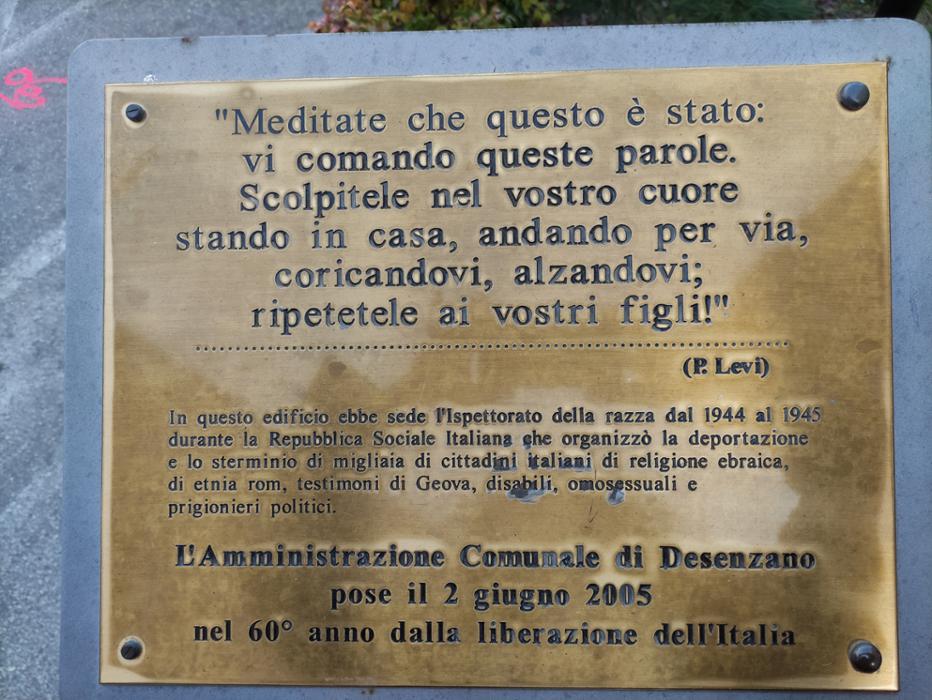 "Meditate che questo è stato:
vi comando queste parole.
Scolpitele nel vostro cuore
stando in casa, andando per via,
coricandovi, alzandovi;
ripetetele ai vostri figli!"
(P. Levi)
In questo edificio ebbe sede l'Ispettorato della razza dal 1944 al 1945
durante la Repubblica Sociale Italiana che organizzò la deportazione
e lo sterminio di migliaia di cittadini italiani di religione ebraica,
di etnia rom, testimoni di Geova, disabili, omosessuali e
prigionieri politici.
L'Amministrazione Comunale di Desenzano
pose il 2 giugno 2005
nel 60° anno dalla liberazione dell'Italia